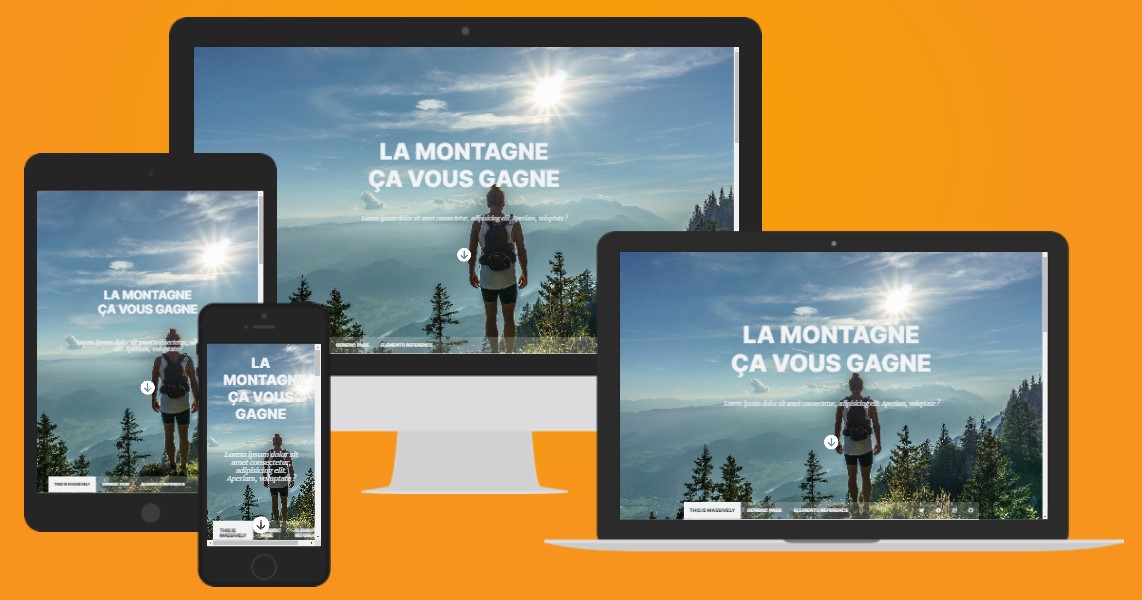 LA MONTAGNE
ÇA VOUS GAGNE
Lorem ipsum dolor sit amet consectetur, adipisicing elit. Aperiam, voluptate ?
GENERIC PAGE ELEMENTS REFERENCE
LA MONTAGNE
ÇA VOUS GAGNE
Lorem ipsum dolor sit amet consectetur, adipisicing
elit. Aperiam, voluptate
THIS IS MASSIVELY GENERIC PAGE ELEMENTS REFERENCE
LA
MONTAGNE
ÇA VOUS
GAGNE
Lorem ipsum dolor sit
amet consectetur,
adipisicing elit.
Aperiam, voluptate ?
THIS IS
MASSIVELY PAGE
LA MONTAGNE
ÇA VOUS GAGNE
Lorem ipsum dolor sit amet consectetur, adipisicing elit. Aperiam, voluptate ?
THIS IS MASSIVELY GENERIC PAGE ELEMENTS REFERENCE